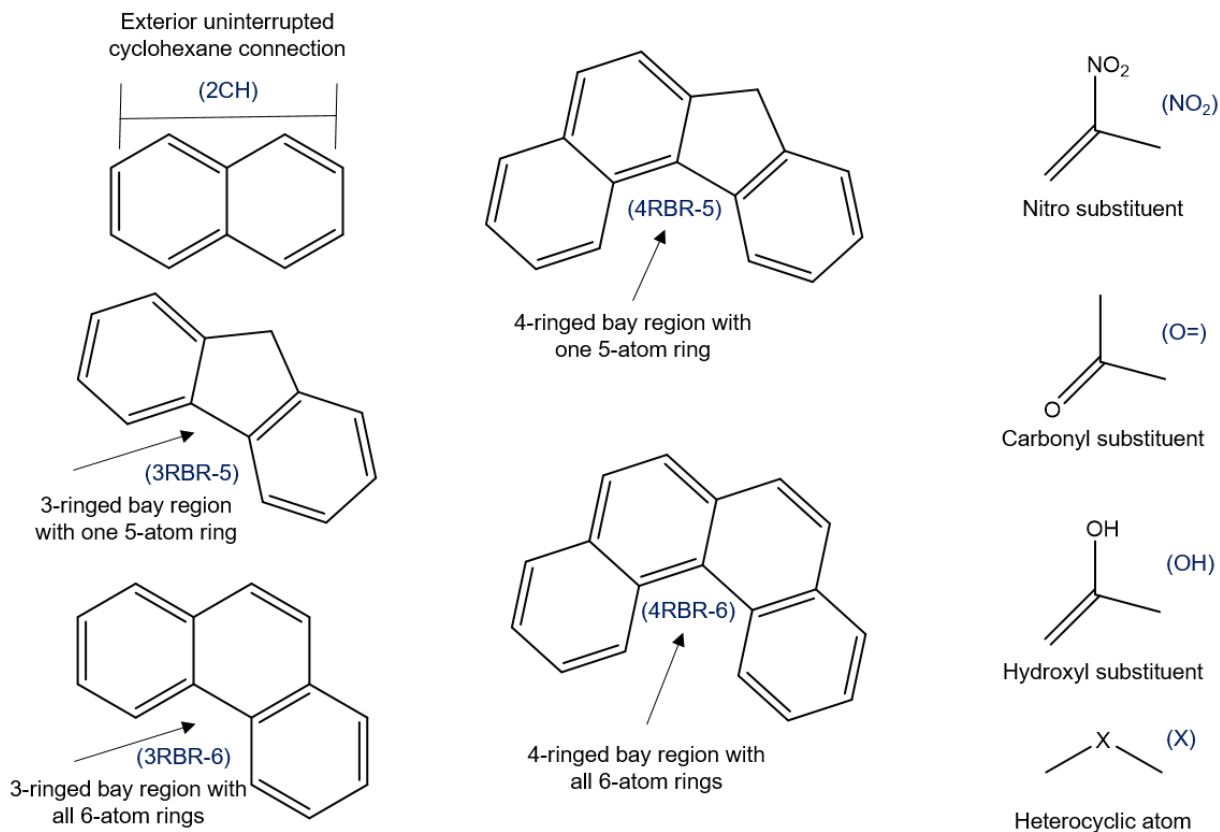 Exterior uninterrupted
cyclohexane connection
(2CH)
(3RBR-5)
3-ringed bay region
with one 5-atom ring
(3RBR-6)
3-ringed bay region with
all 6-atom rings
(4RBR-5)
4-ringed bay region with
one 5-atom ring
(4RBR-6)
4-ringed bay region with
all 6-atom rings
NO₂
(NO₂)
Nitro substituent
(O=)
O
Carbonyl substituent
OH
(OH)
Hydroxyl substituent
X
(X)
Heterocyclic atom